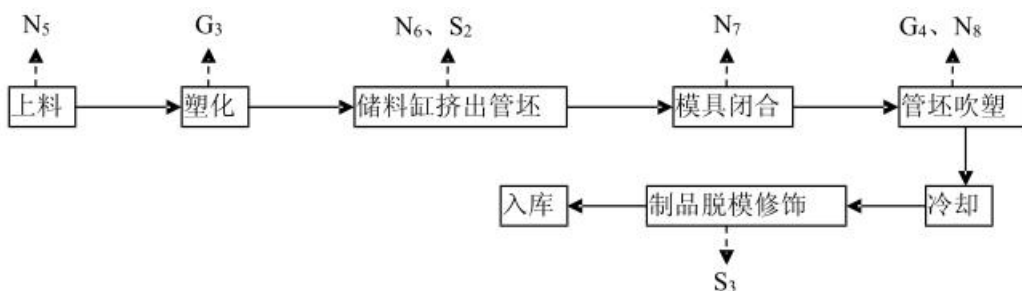 N₅ G₃ N₆、S₂ N₇ G₄、N₈
上料 塑化 储料缸挤出管坯 模具闭合 管坯吹塑
入库 制品脱模修饰 冷却
S₃